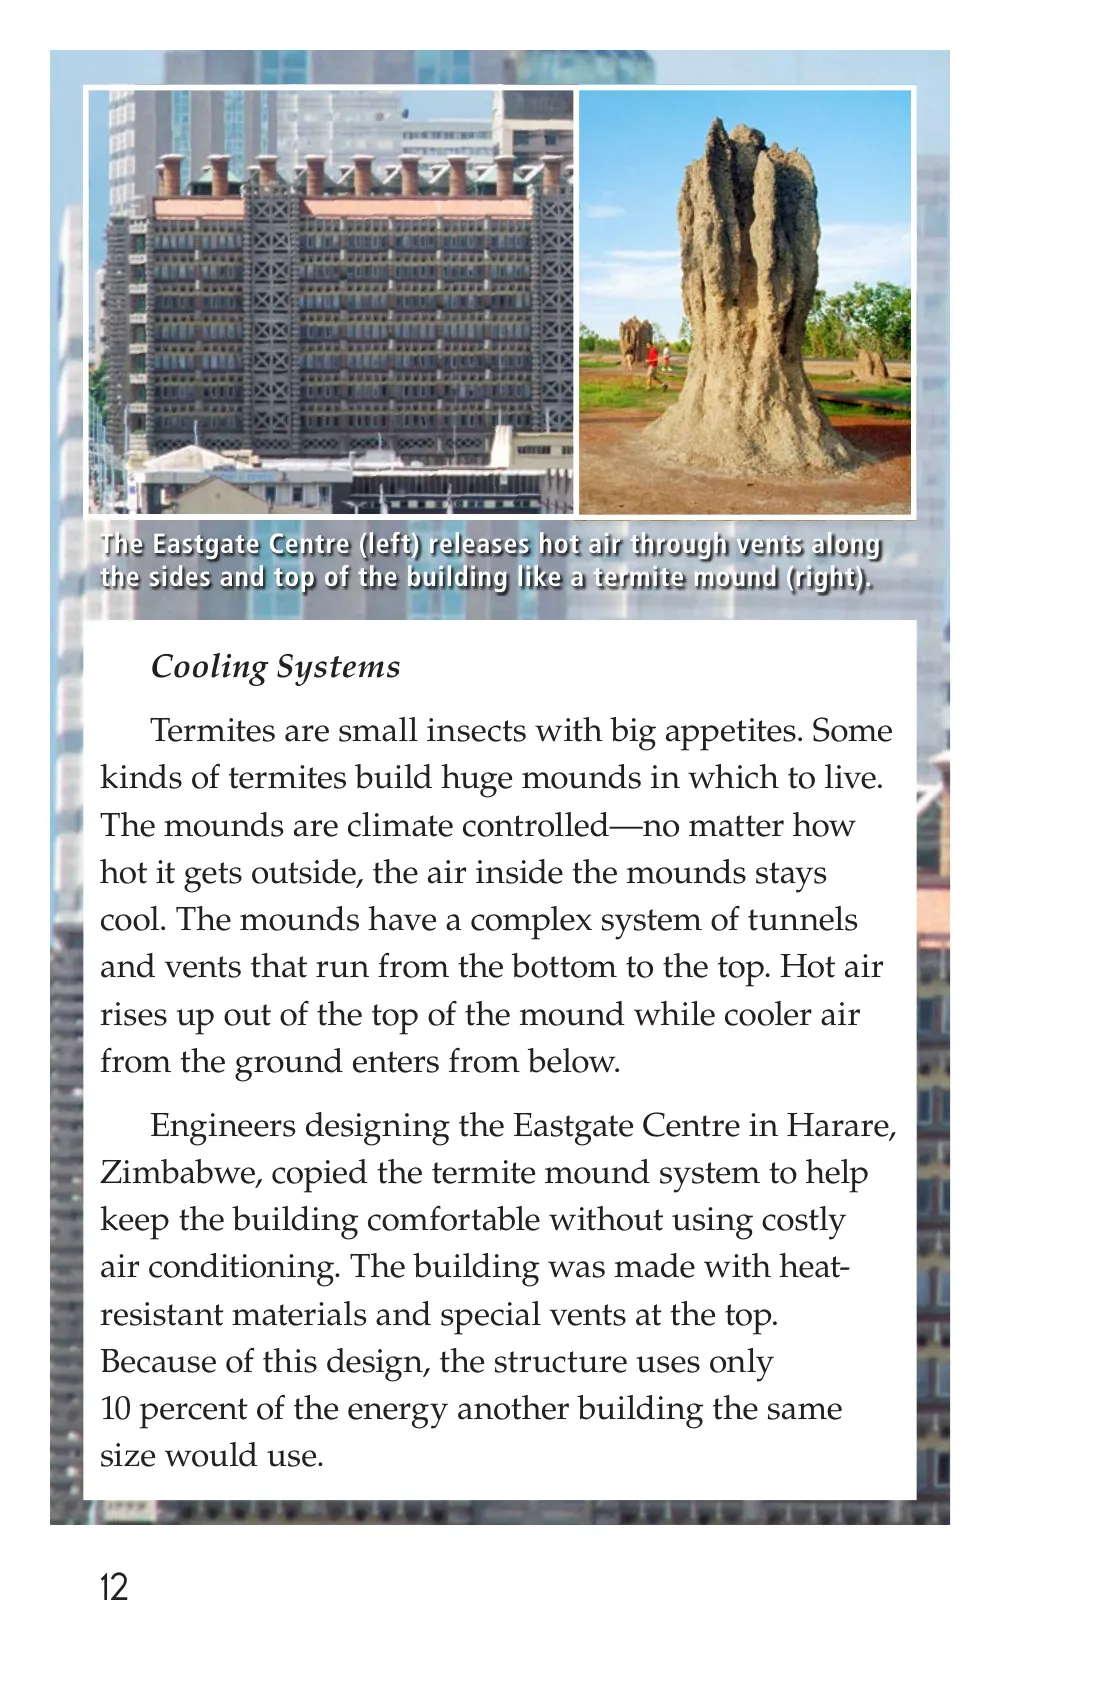 The Eastgate Centre (left) releases hot air through vents along
the sides and top of the building like a termite mound (right).
Cooling Systems
Termites are small insects with big appetites. Some
kinds of termites build huge mounds in which to live.
The mounds are climate controlled—no matter how
hot it gets outside, the air inside the mounds stays
cool. The mounds have a complex system of tunnels
and vents that run from the bottom to the top. Hot air
rises up out of the top of the mound while cooler air
from the ground enters from below.
Engineers designing the Eastgate Centre in Harare,
Zimbabwe, copied the termite mound system to help
keep the building comfortable without using costly
air conditioning. The building was made with heat-
resistant materials and special vents at the top.
Because of this design, the structure uses only
10 percent of the energy another building the same
size would use.
12